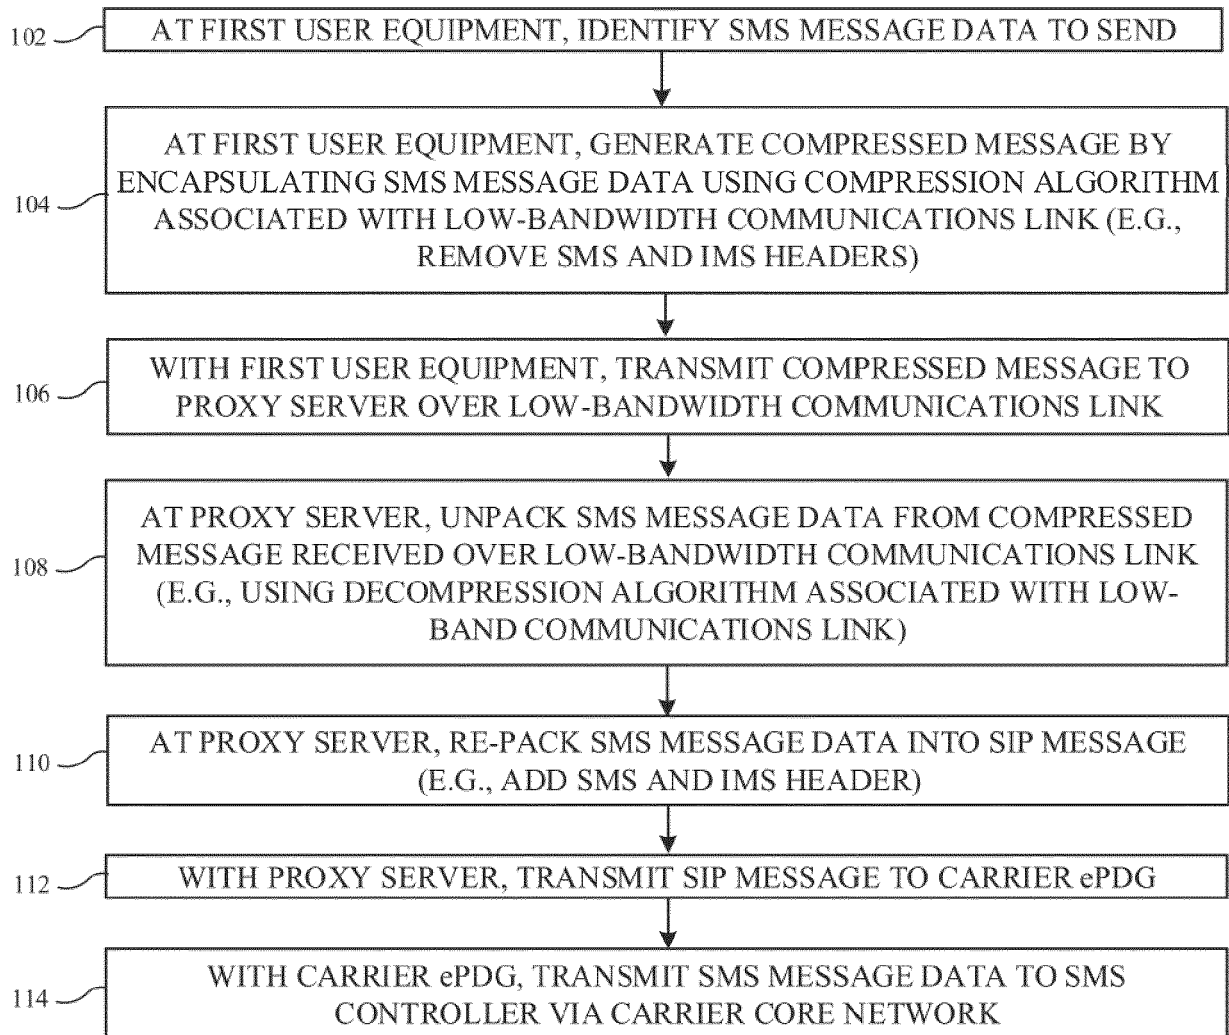 102
AT FIRST USER EQUIPMENT, IDENTIFY SMS MESSAGE DATA TO SEND
AT FIRST USER EQUIPMENT, GENERATE COMPRESSED MESSAGE BY
ENCAPSULATING SMS MESSAGE DATA USING COMPRESSION ALGORITHM
104
ASSOCIATED WITH LOW-BANDWIDTH COMMUNICATIONS LINK (E.G.,
REMOVE SMS AND IMS HEADERS)
WITH FIRST USER EQUIPMENT, TRANSMIT COMPRESSED MESSAGE TO
106
PROXY SERVER OVER LOW-BANDWIDTH COMMUNICATIONS LINK
AT PROXY SERVER, UNPACK SMS MESSAGE DATA FROM COMPRESSED
MESSAGE RECEIVED OVER LOW-BANDWIDTH COMMUNICATIONS LINK
108
(E.G., USING DECOMPRESSION ALGORITHM ASSOCIATED WITH LOW-
BAND COMMUNICATIONS LINK)
AT PROXY SERVER, RE-PACK SMS MESSAGE DATA INTO SIP MESSAGE
110
(E.G., ADD SMS AND IMS HEADER)
112
WITH PROXY SERVER, TRANSMIT SIP MESSAGE TO CARRIER ePDG
WITH CARRIER ePDG, TRANSMIT SMS MESSAGE DATA TO SMS
114
CONTROLLER VIA CARRIER CORE NETWORK